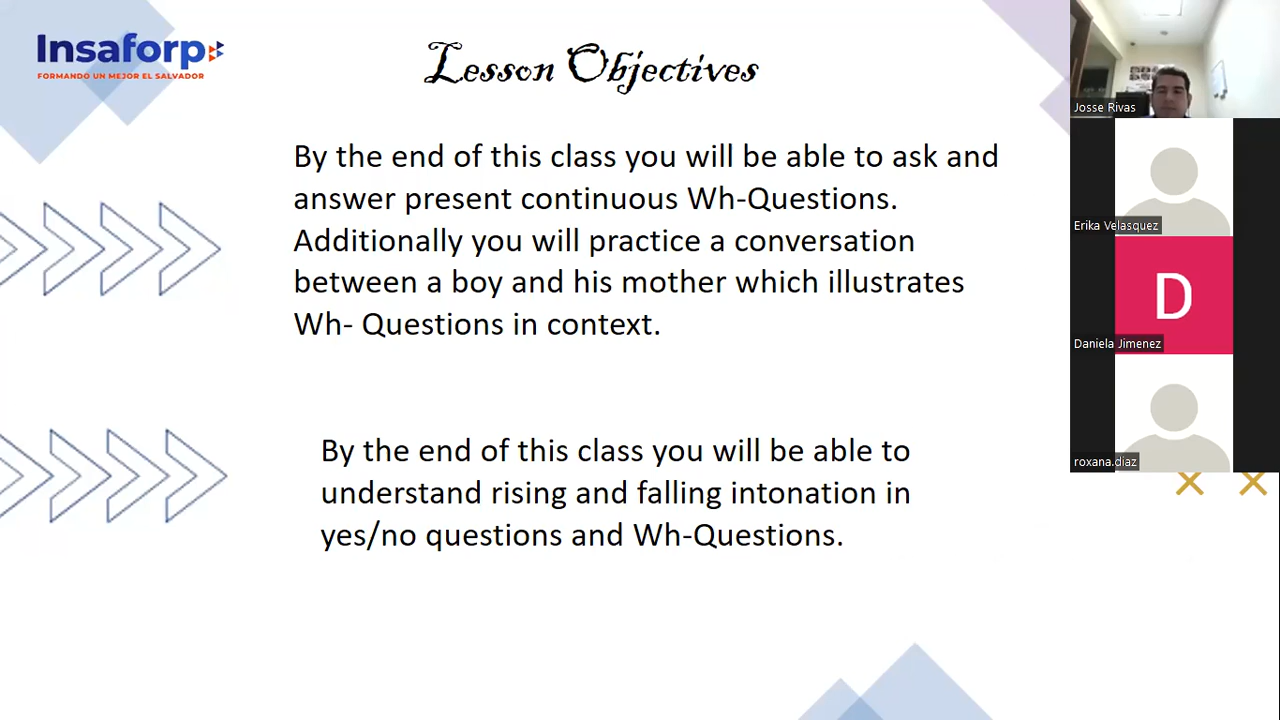 Insaforp
FORMANDO UN MEJOR EL SALVADOR
Lesson Objectives
By the end of this class you will be able to ask and
answer present continuous Wh-Questions.
Additionally you will practice a conversation
between a boy and his mother which illustrates
Wh- Questions in context.
By the end of this class you will be able to
understand rising and falling intonation in
yes/no questions and Wh-Questions.
Josse Rivas
Erika Velasquez
D
Daniela Jimenez
roxana.diaz